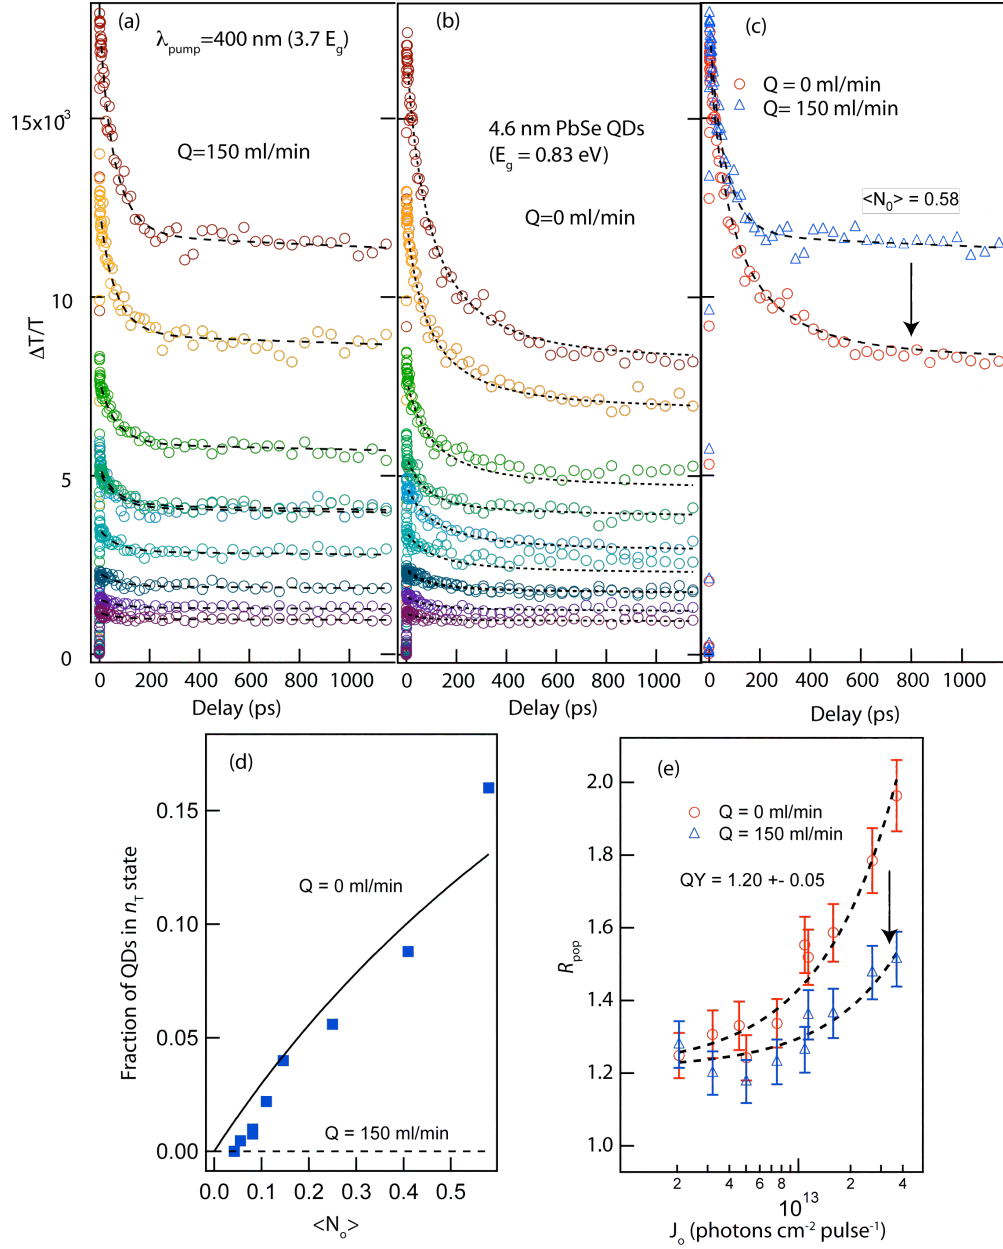 (a)
λpump=400 nm (3.7 Eg)
Q=150 ml/min
15x10³
10
5
0
ΔT/T
0 200 400 600 800 1000
Delay (ps)
(b)
4.6 nm PbSe QDs
(Eg = 0.83 eV)
Q=0 ml/min
0 200 400 600 800 1000
Delay (ps)
(c)
Q = 0 ml/min
Q= 150 ml/min
<N0> = 0.58
0 200 400 600 800 1000
Delay (ps)
(d)
0.15
0.10
0.05
0.00
Fraction of QDs in nT state
Q = 0 ml/min
Q = 150 ml/min
0.0 0.1 0.2 0.3 0.4 0.5
<No>
(e)
2.0
1.8
1.6
1.4
1.2
1.0
Rpop
Q = 0 ml/min
Q = 150 ml/min
QY = 1.20 +- 0.05
2 4 6 8 2 4
10¹³
Jo (photons cm⁻² pulse⁻¹)